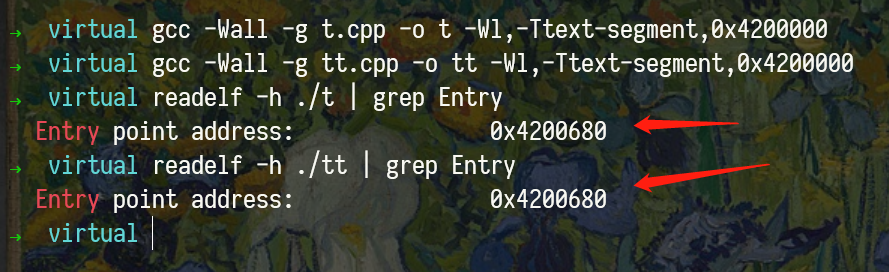 → virtual gcc -Wall -g t.cpp -o t -Wl,-Ttext-segment,0x4200000
→ virtual gcc -Wall -g tt.cpp -o tt -Wl,-Ttext-segment,0x4200000
→ virtual readelf -h ./t | grep Entry
Entry point address: 0x4200680
→ virtual readelf -h ./tt | grep Entry
Entry point address: 0x4200680
→ virtual